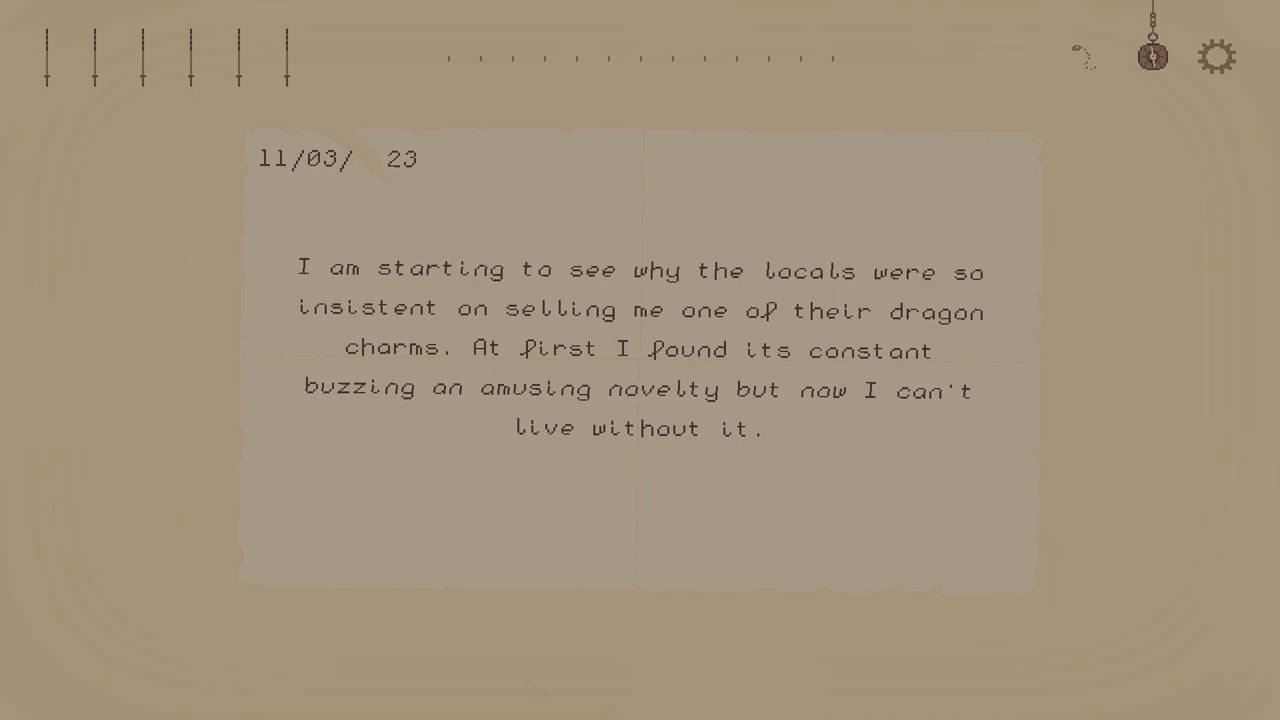 11/03/  23
I am starting to see why the locals were so
insistent on selling me one of their dragon
charms. At first I found its constant
buzzing an amusing novelty but now I can't
live without it.